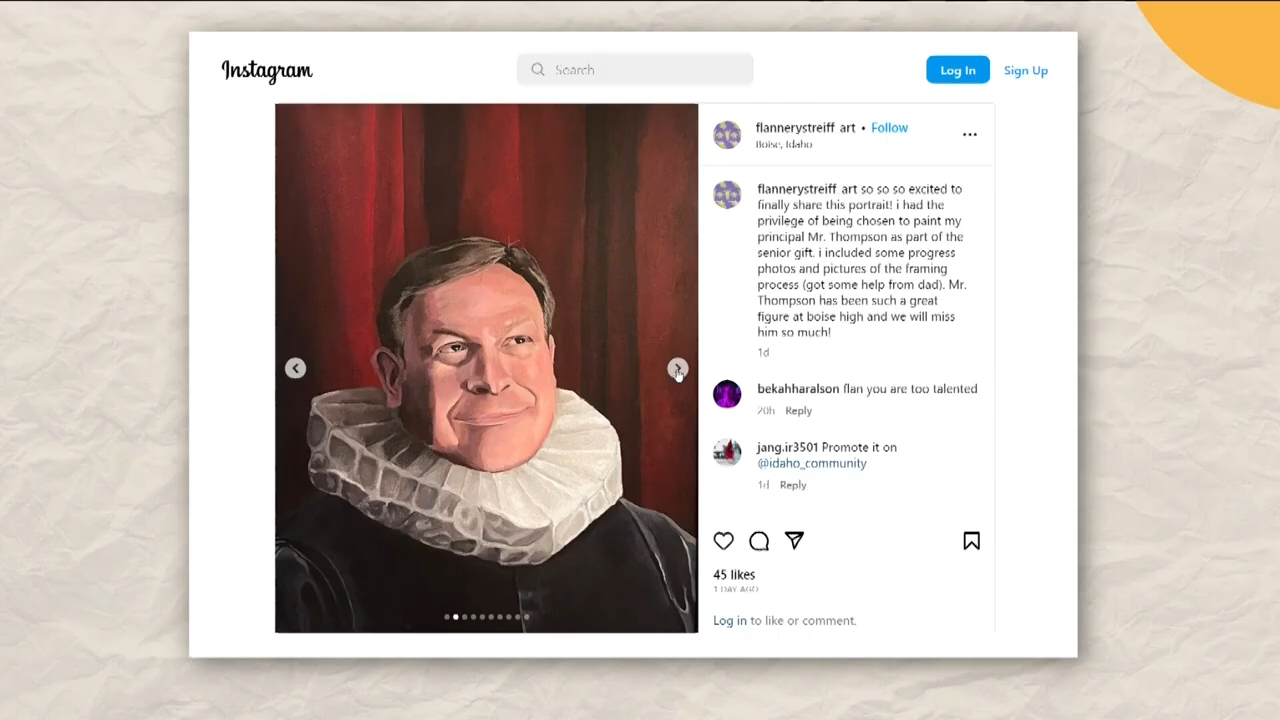 Instagram
Search
Log In
Sign Up
flannerystreiff art • Follow
Boise, Idaho
flannerystreiff art so so so excited to
finally share this portrait! i had the
privilege of being chosen to paint my
principal Mr. Thompson as part of the
senior gift. i included some progress
photos and pictures of the framing
process (got some help from dad). Mr.
Thompson has been such a great
figure at boise high and we will miss
him so much!
1d
bekahharalson flan you are too talented
20h Reply
jang.ir3501 Promote it on
@idaho_community
1d Reply
45 likes
1 DAY AGO
Log in to like or comment.